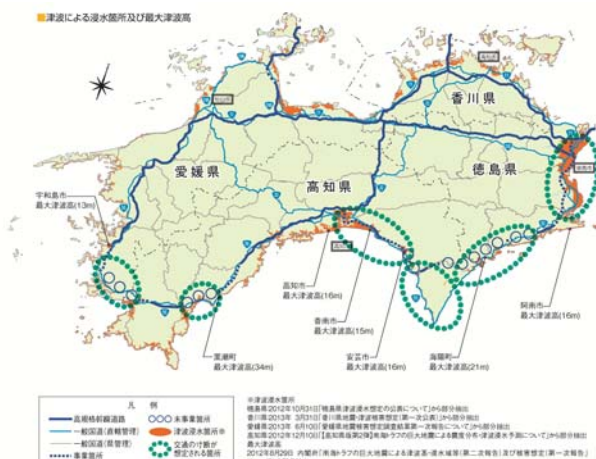 ■津波による浸水箇所及び最大津波高
香川県
愛媛県
高知県
徳島県
宇和島市
最大津波高(13m)
高知市
最大津波高(16m)
香南市
最大津波高(15m)
安芸市
最大津波高(16m)
海陽町
最大津波高(21m)
阿南市
最大津波高(16m)
黒潮町
最大津波高(34m)
凡 例
高規格幹線道路
一般国道(直轄管理)
一般国道(県管理)
事業箇所
未事業箇所
津波浸水箇所※
交通の寸断が
想定される箇所
※津波浸水箇所
徳島県2012年10月31日「徳島県津波浸水想定の公表について」から部分抽出
香川県2013年 3月31日「香川県地震・津波被害想定(第一次公表)」から部分抽出
愛媛県2013年 6月10日「愛媛県地震被害想定調査結果第一次報告について」から部分抽出
高知県2012年12月10日「【高知県版第2弾】南海トラフの巨大地震による震度分布・津波浸水予測について」から部分抽出
最大津波高
2012年8月29日 内閣府「南海トラフの巨大地震による津波高・浸水域等(第二次報告)及び被害想定(第一次報告)」